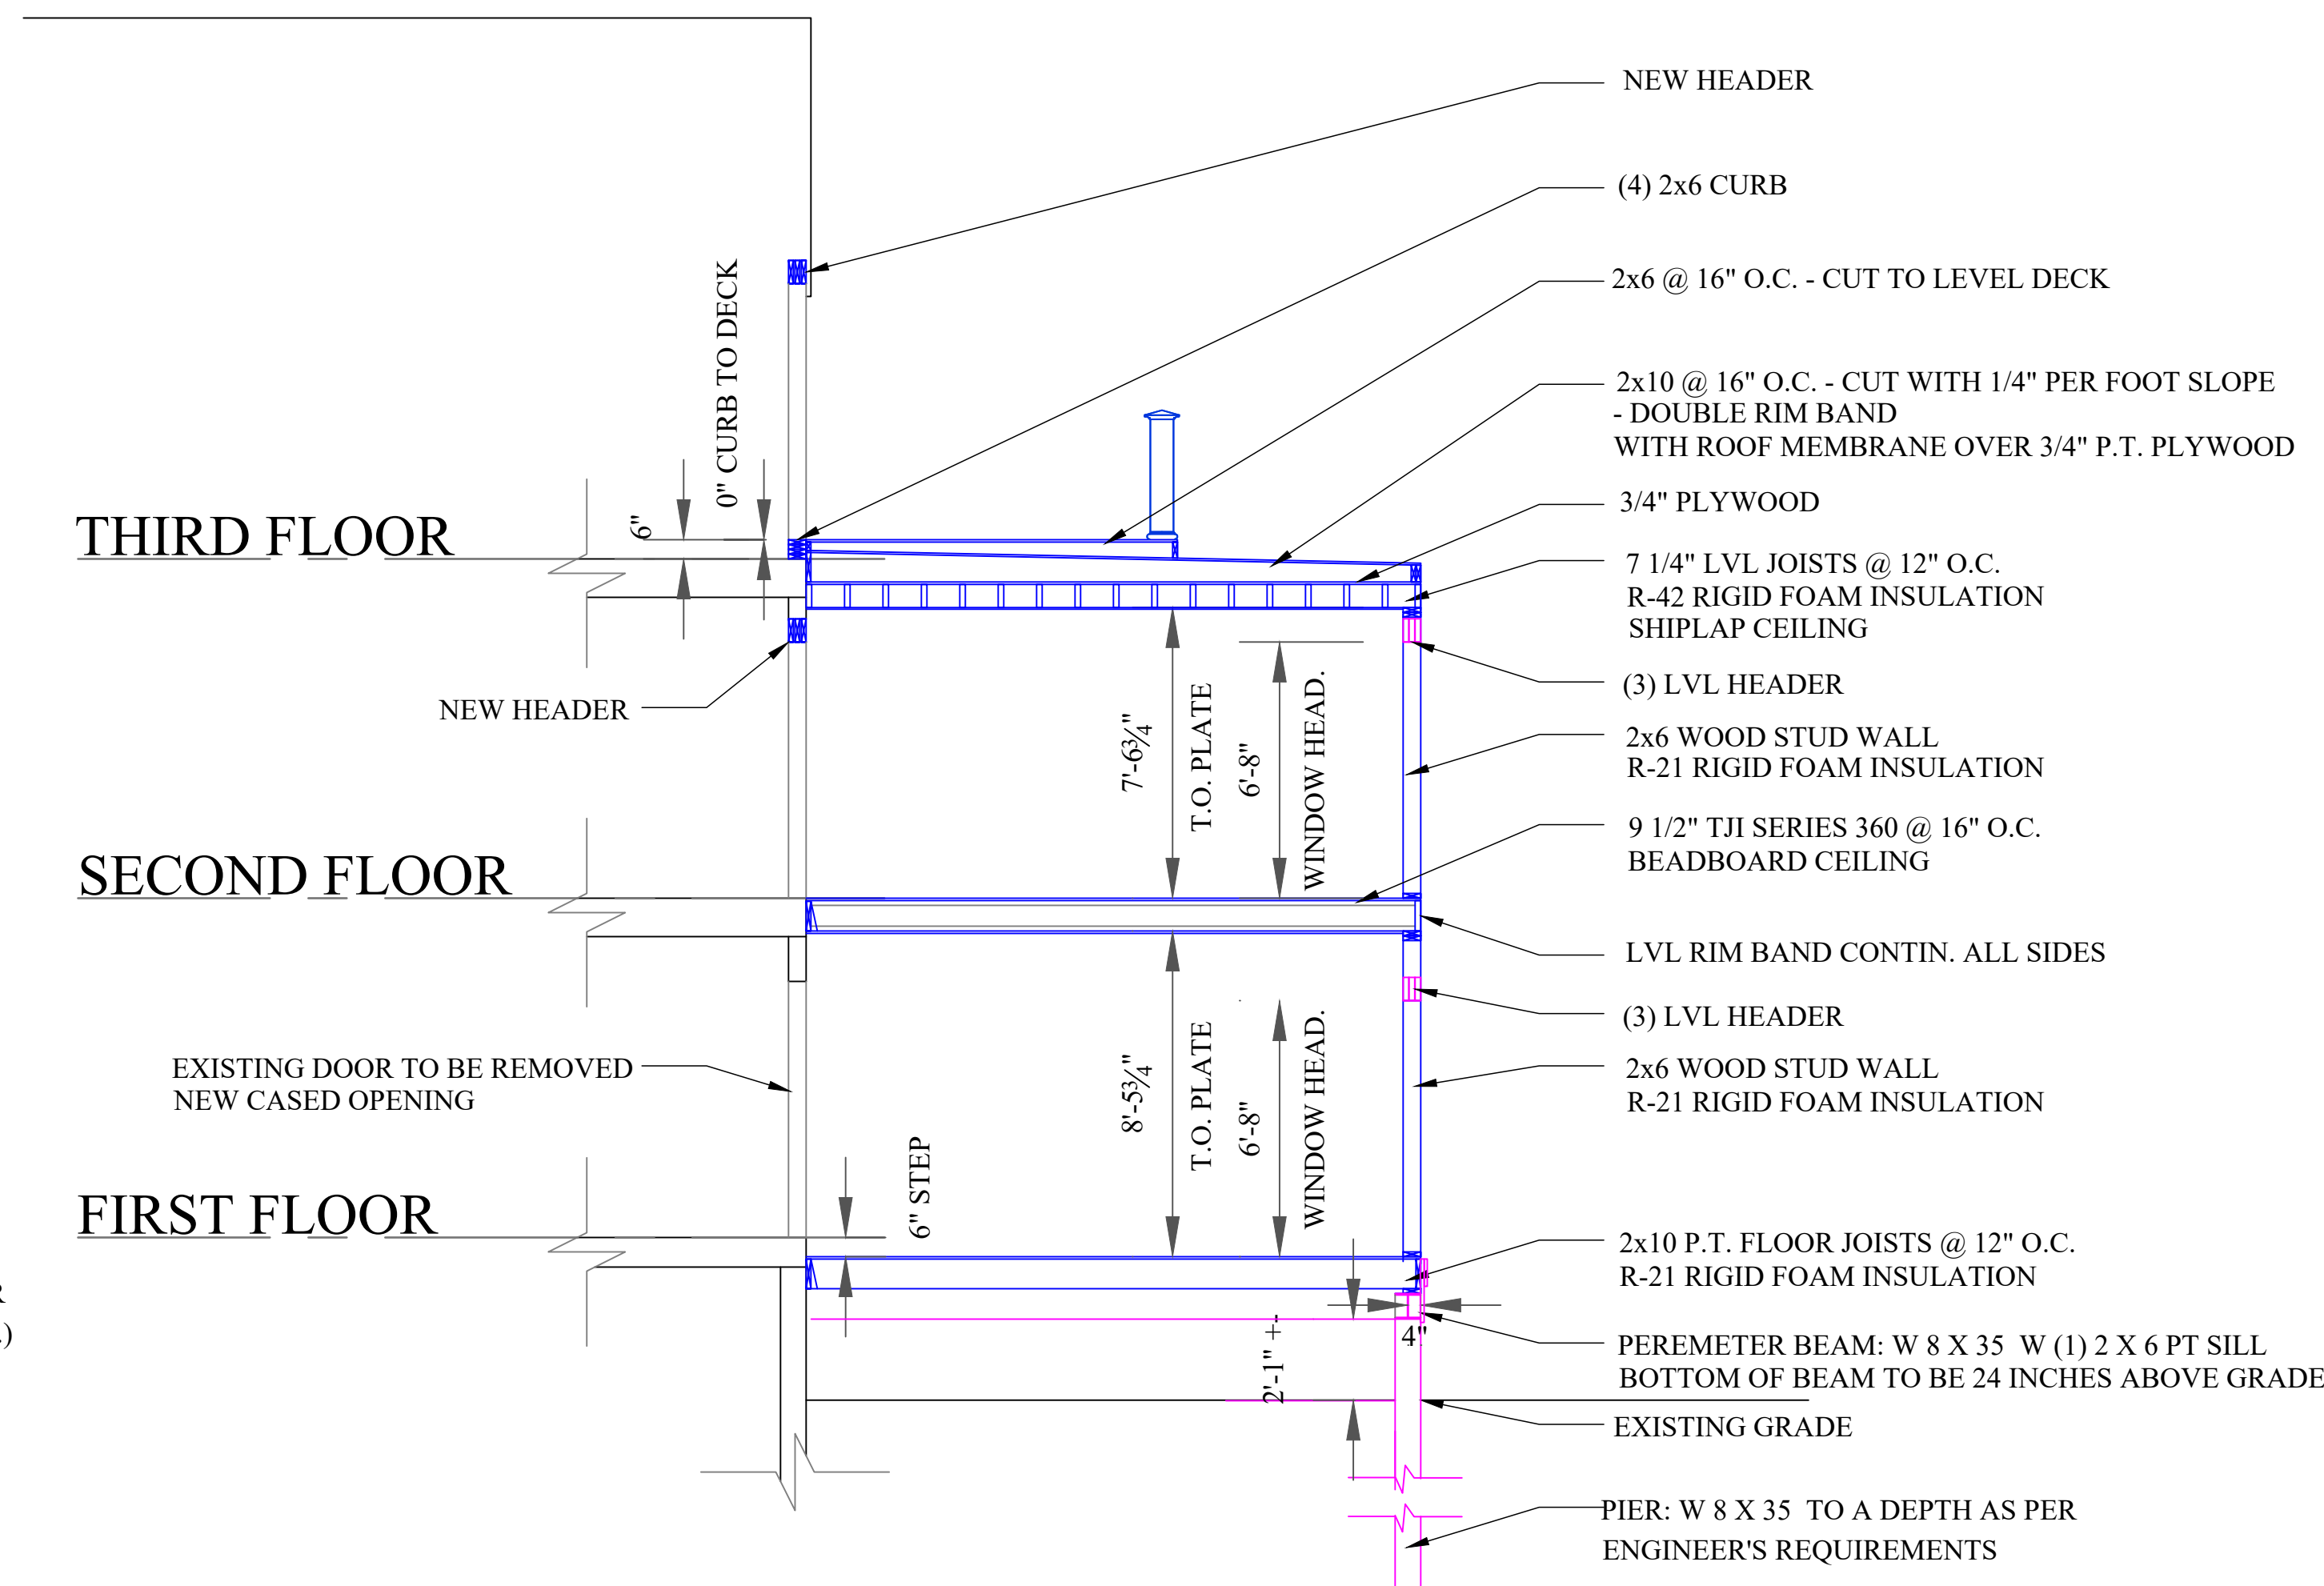 NEW HEADER
(4) 2x6 CURB
2x6 @ 16" O.C. - CUT TO LEVEL DECK
2x10 @ 16" O.C. - CUT WITH 1/4" PER FOOT SLOPE
- DOUBLE RIM BAND
WITH ROOF MEMBRANE OVER 3/4" P.T. PLYWOOD
3/4" PLYWOOD
7 1/4" LVL JOISTS @ 12" O.C.
R-42 RIGID FOAM INSULATION
SHIPLAP CEILING
(3) LVL HEADER
2x6 WOOD STUD WALL
R-21 RIGID FOAM INSULATION
9 1/2" TJI SERIES 360 @ 16" O.C.
BEADBOARD CEILING
LVL RIM BAND CONTIN. ALL SIDES
(3) LVL HEADER
2x6 WOOD STUD WALL
R-21 RIGID FOAM INSULATION
2x10 P.T. FLOOR JOISTS @ 12" O.C.
R-21 RIGID FOAM INSULATION
PEREMETER BEAM: W 8 X 35 W (1) 2 X 6 PT SILL
BOTTOM OF BEAM TO BE 24 INCHES ABOVE GRADE
EXISTING GRADE
PIER: W 8 X 35 TO A DEPTH AS PER
ENGINEER'S REQUIREMENTS
0" CURB TO DECK
6"
THIRD FLOOR
NEW HEADER
7'-6¾"
T.O. PLATE
6'-8"
WINDOW HEAD.
SECOND FLOOR
EXISTING DOOR TO BE REMOVED
NEW CASED OPENING
8'-5¾"
T.O. PLATE
6'-8"
WINDOW HEAD.
6" STEP
FIRST FLOOR
2'-1" +-
4"
R
.)